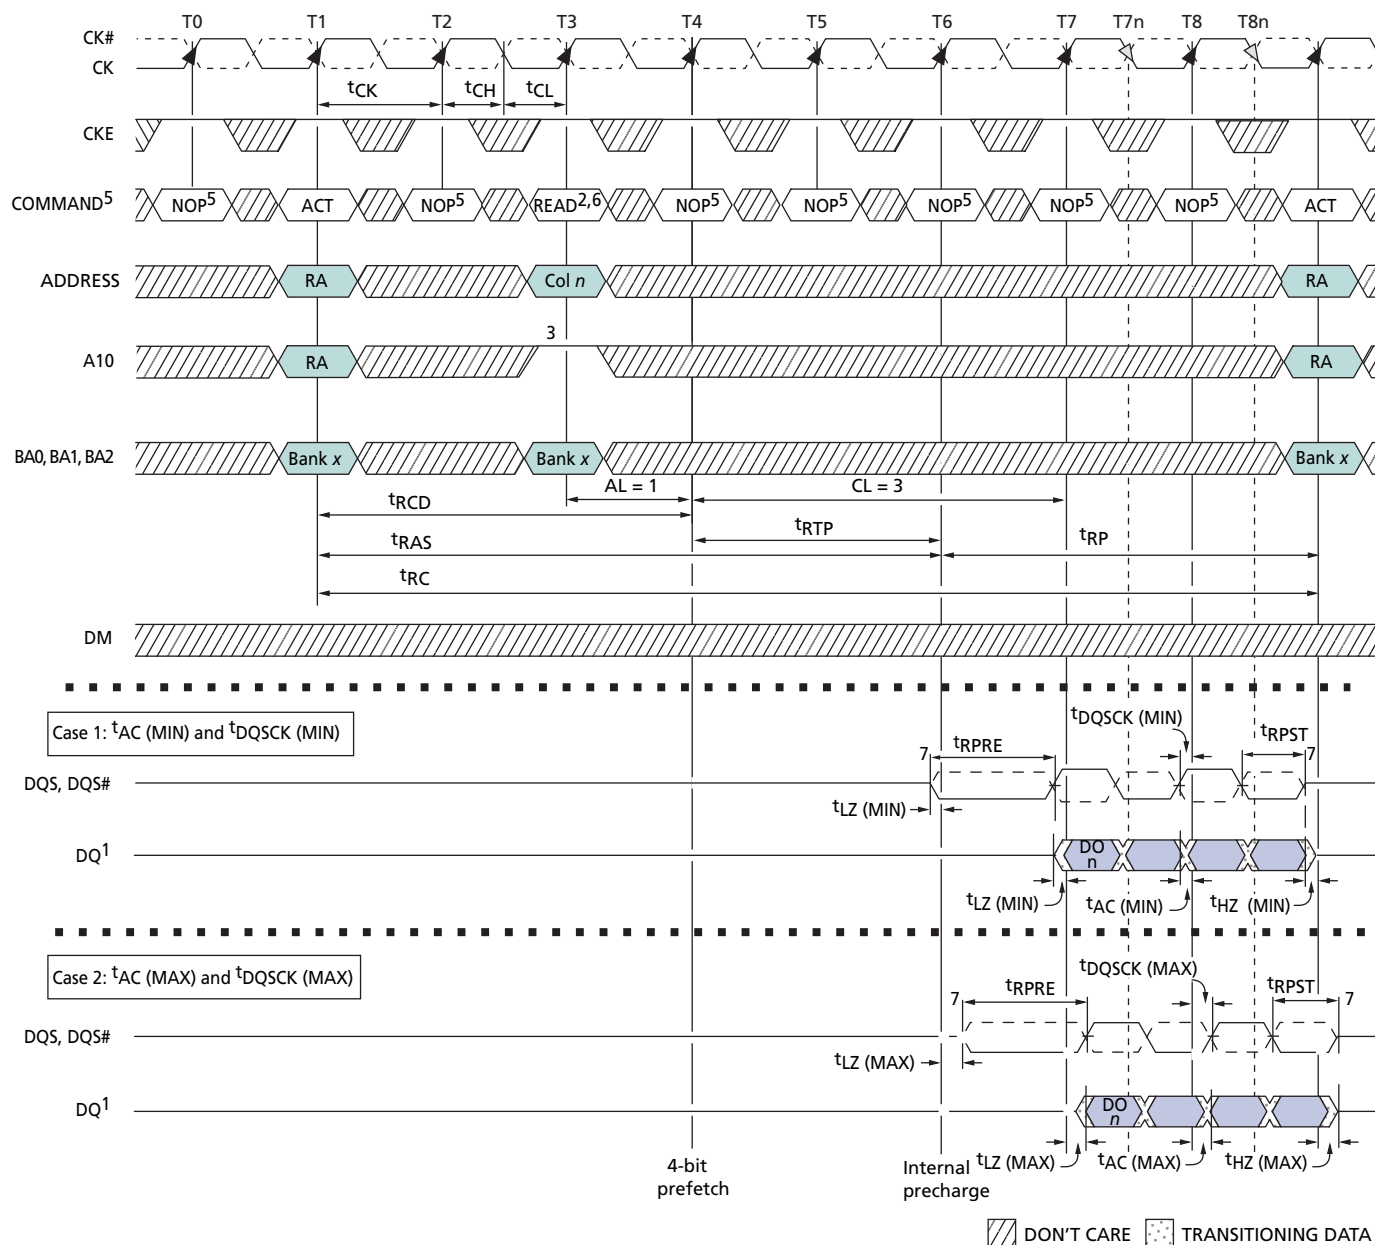 T0 T1 T2 T3 T4 T5 T6 T7 T7n T8 T8n
CK#
CK
tCK tCH tCL
CKE
COMMAND5 NOP5 ACT NOP5 READ2,6 NOP5 NOP5 NOP5 NOP5 NOP5 ACT
ADDRESS RA Col n RA
3
A10 RA RA
BA0, BA1, BA2 Bank x Bank x Bank x
AL = 1 CL = 3
tRCD
tRTP
tRAS tRP
tRC
DM
Case 1: tAC (MIN) and tDQSCK (MIN)
tDQSCK (MIN)
7 tRPRE tRPST 7
DQS, DQS#
tLZ (MIN)
DQ1 DO
n
tLZ (MIN) tAC (MIN) tHZ (MIN)
Case 2: tAC (MAX) and tDQSCK (MAX)
tDQSCK (MAX)
7 tRPRE tRPST 7
DQS, DQS#
tLZ (MAX)
DQ1 DO
n
tLZ (MAX) tAC (MAX) tHZ (MAX)
4-bit
prefetch
Internal
precharge
DON'T CARE TRANSITIONING DATA